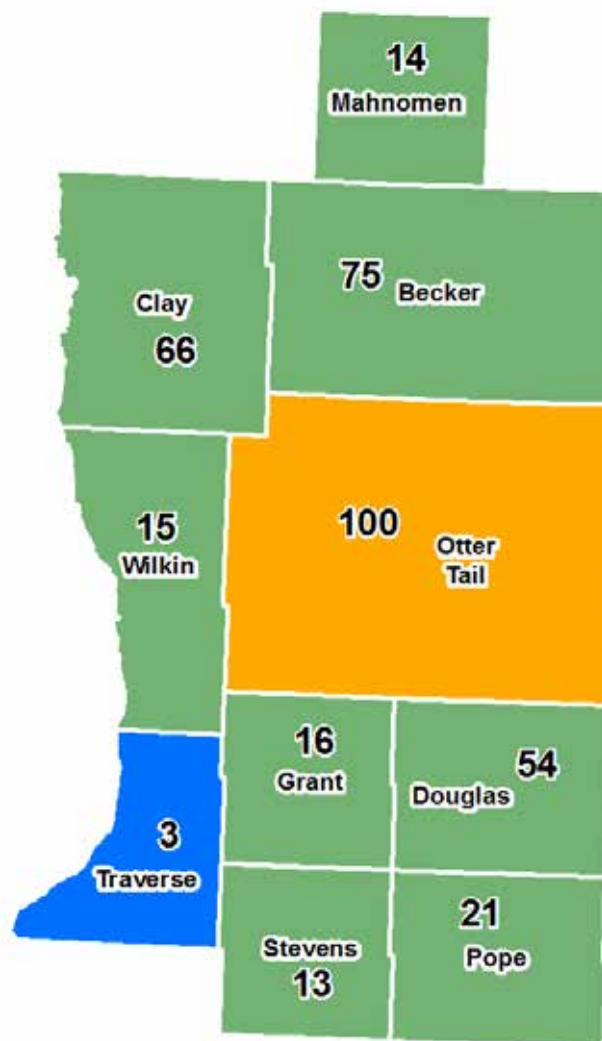 14
Mahnomen
75 Becker
Clay
66
100
Otter
Tail
15
Wilkin
16
Grant
54
Douglas
3
Traverse
21
Pope
Stevens
13